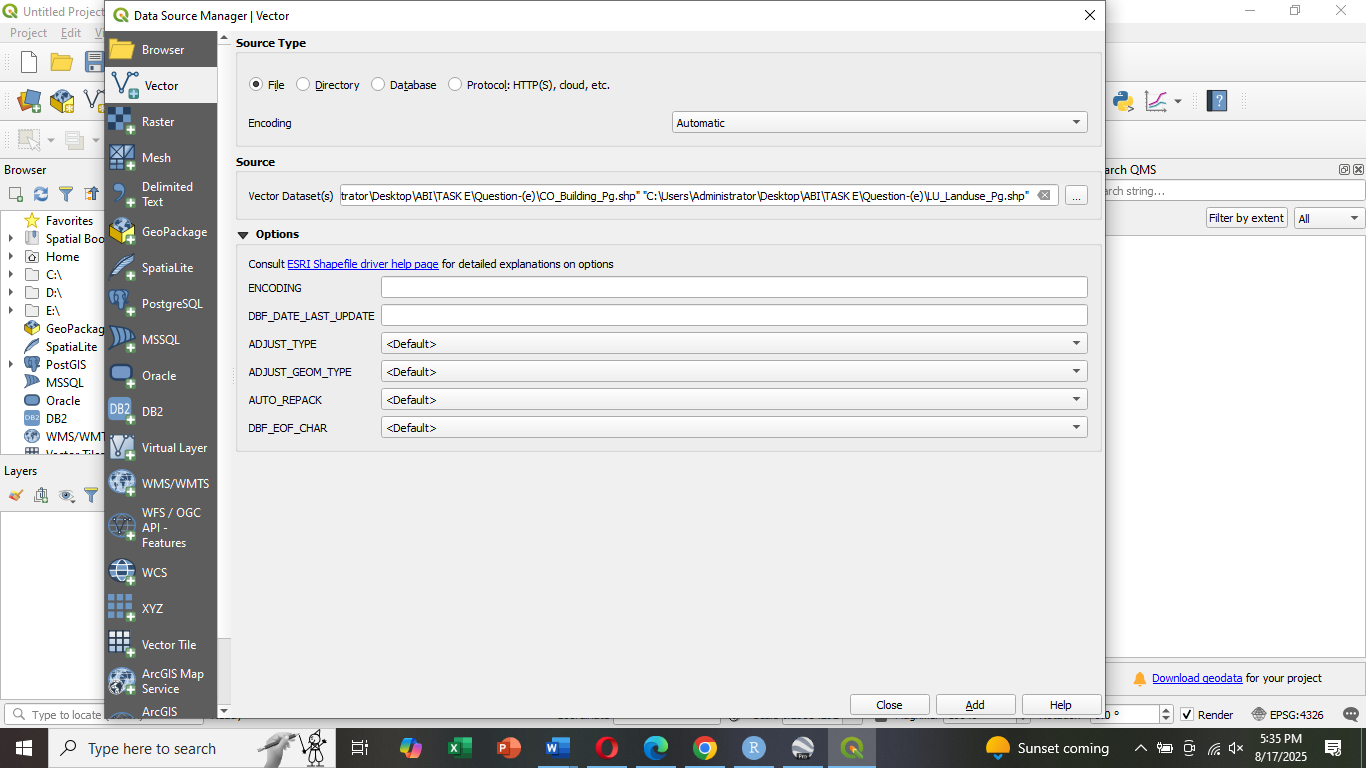 Untitled Project
Data Source Manager | Vector
Project Edit
Browser
Vector
Raster
Mesh
Delimited
Text
GeoPackage
SpatiaLite
PostgreSQL
MSSQL
Oracle
DB2
Virtual Layer
WMS/WMTS
WFS / OGC
API -
Features
WCS
XYZ
Vector Tile
ArcGIS Map
Service
ArcGIS
Source Type
File Directory Database Protocol: HTTP(S), cloud, etc.
Encoding Automatic
Source
Vector Dataset(s) trator\Desktop\ABI\TASK E\Question-(e)\CO_Building_Pg.shp" "C:\Users\Administrator\Desktop\ABI\TASK E\Question-(e)\LU_Landuse_Pg.shp" ...
Options
Consult ESRI Shapefile driver help page for detailed explanations on options
ENCODING
DBF_DATE_LAST_UPDATE
ADJUST_TYPE <Default>
ADJUST_GEOM_TYPE <Default>
AUTO_REPACK <Default>
DBF_EOF_CHAR <Default>
Close Add Help
Browser
Favorites
Spatial Boo
Home
C:\
D:\
E:\
GeoPackag
SpatiaLite
PostGIS
MSSQL
Oracle
DB2 DB2
WMS/WMT
Vector Tiles
Layers
arch QMS
rch string...
Filter by extent All
Download geodata for your project
Type to locate
Render EPSG:4326
Type here to search
Sunset coming
5:35 PM
8/17/2025